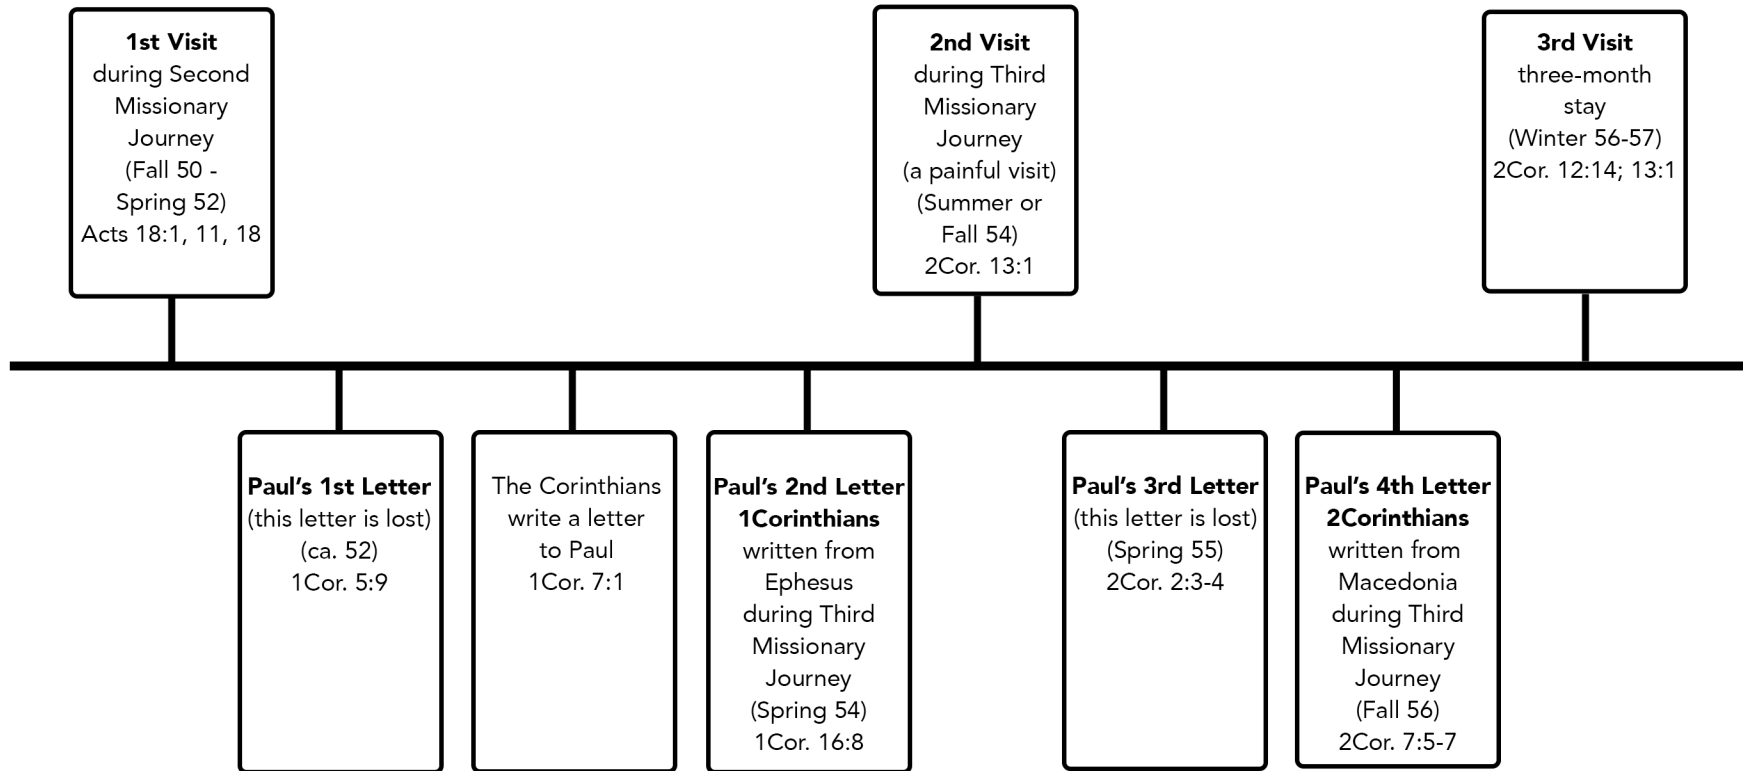 1st Visit
during Second
Missionary
Journey
(Fall 50 -
Spring 52)
Acts 18:1, 11, 18
2nd Visit
during Third
Missionary
Journey
(a painful visit)
(Summer or
Fall 54)
2Cor. 13:1
3rd Visit
three-month
stay
(Winter 56-57)
2Cor. 12:14; 13:1
Paul’s 1st Letter
(this letter is lost)
(ca. 52)
1Cor. 5:9
The Corinthians
write a letter
to Paul
1Cor. 7:1
Paul’s 2nd Letter
1Corinthians
written from
Ephesus
during Third
Missionary
Journey
(Spring 54)
1Cor. 16:8
Paul’s 3rd Letter
(this letter is lost)
(Spring 55)
2Cor. 2:3-4
Paul’s 4th Letter
2Corinthians
written from
Macedonia
during Third
Missionary
Journey
(Fall 56)
2Cor. 7:5-7